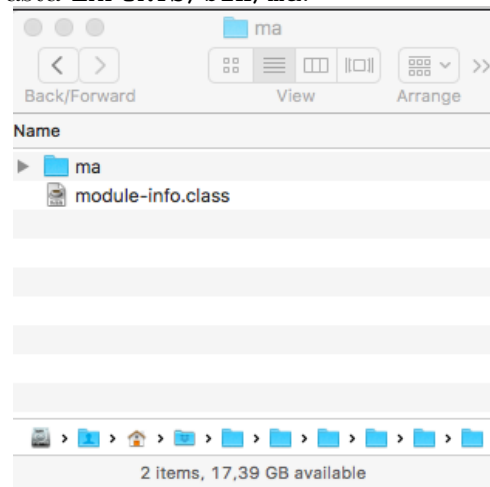 ma
Back/Forward View Arrange
Name
ma
module-info.class
2 items, 17,39 GB available